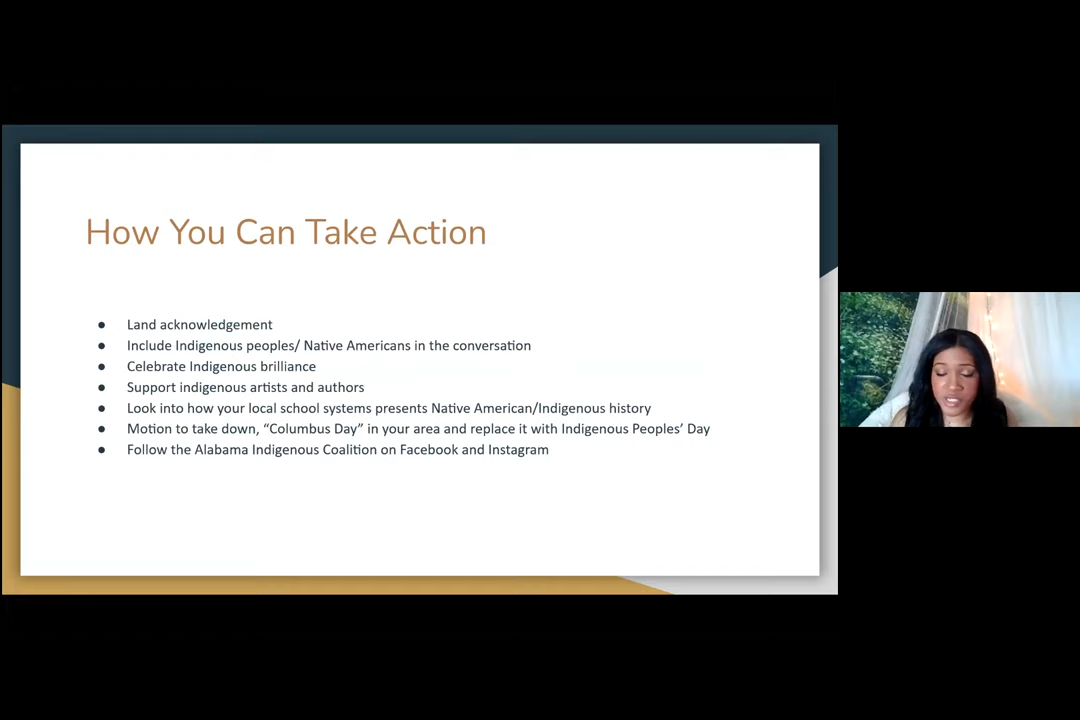 How You Can Take Action
● Land acknowledgement
● Include Indigenous peoples/ Native Americans in the conversation
● Celebrate Indigenous brilliance
● Support indigenous artists and authors
● Look into how your local school systems presents Native American/Indigenous history
● Motion to take down, “Columbus Day” in your area and replace it with Indigenous Peoples’ Day
● Follow the Alabama Indigenous Coalition on Facebook and Instagram